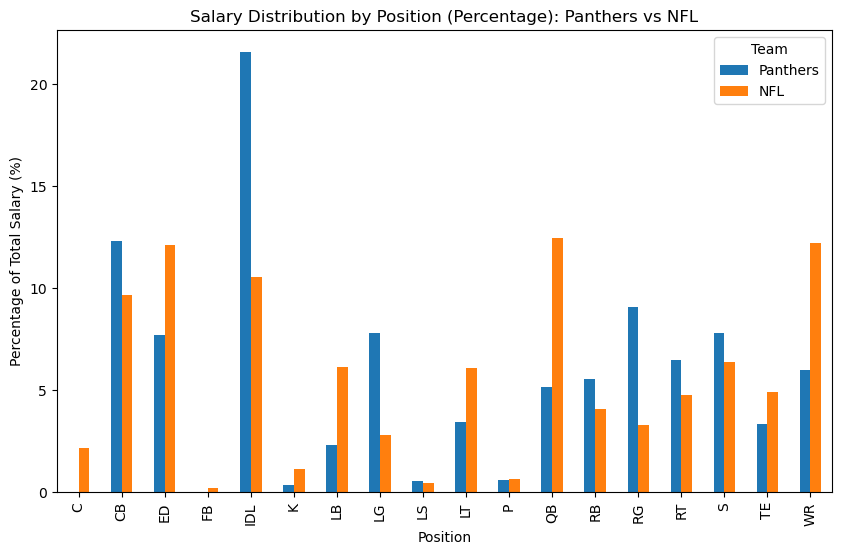 Salary Distribution by Position (Percentage): Panthers vs NFL
Team
Panthers
NFL
Percentage of Total Salary (%)
20
15
10
5
0
C
CB
ED
FB
IDL
K
LB
LG
LS
LT
P
QB
RB
RG
RT
S
TE
WR
Position